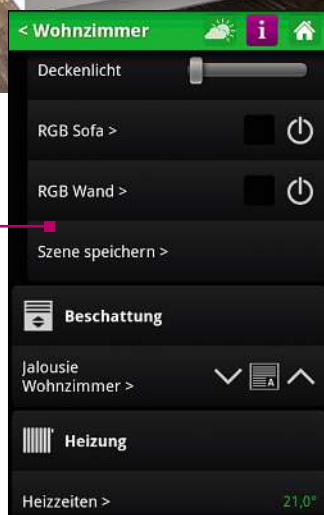 < Wohnzimmer i
Deckenlicht
RGB Sofa >
RGB Wand >
Szene speichern >
Beschattung
Jalousie
Wohnzimmer > A
Heizung
Heizzeiten > 21,0°